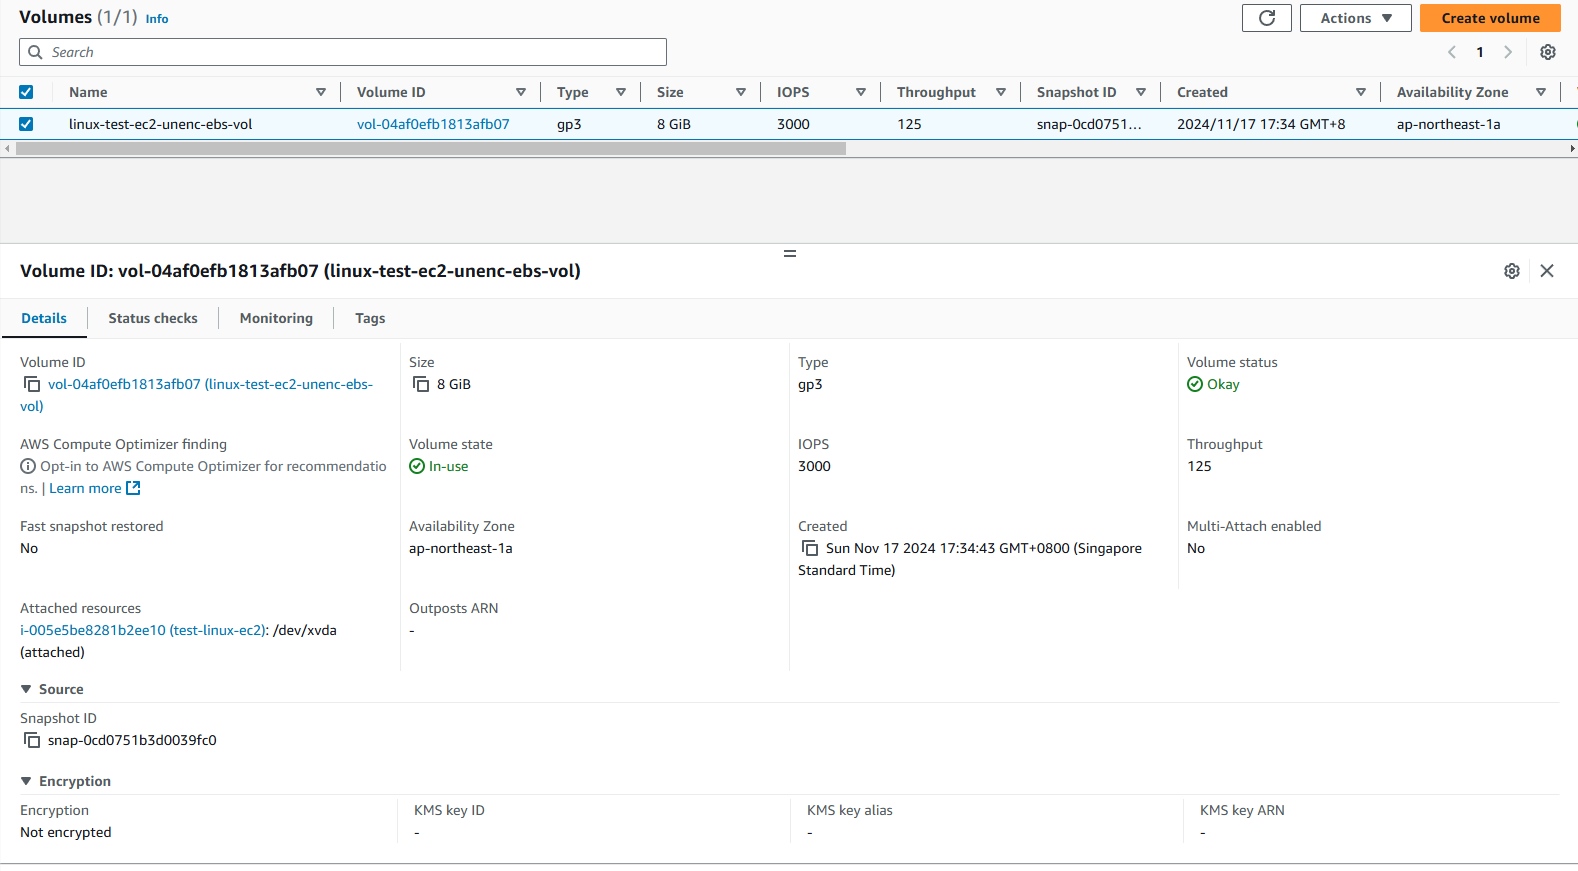 Volumes (1/1) Info
Actions
Create volume
Search
1
Name Volume ID Type Size IOPS Throughput Snapshot ID Created Availability Zone
linux-test-ec2-unenc-ebs-vol vol-04af0efb1813afb07 gp3 8 GiB 3000 125 snap-0cd0751... 2024/11/17 17:34 GMT+8 ap-northeast-1a
Volume ID: vol-04af0efb1813afb07 (linux-test-ec2-unenc-ebs-vol)
Details Status checks Monitoring Tags
Volume ID
vol-04af0efb1813afb07 (linux-test-ec2-unenc-ebs-
vol)
Size
8 GiB
Type
gp3
Volume status
Okay
AWS Compute Optimizer finding
Opt-in to AWS Compute Optimizer for recommendatio
ns. | Learn more
Volume state
In-use
IOPS
3000
Throughput
125
Fast snapshot restored
No
Availability Zone
ap-northeast-1a
Created
Sun Nov 17 2024 17:34:43 GMT+0800 (Singapore
Standard Time)
Multi-Attach enabled
No
Attached resources
i-005e5be8281b2ee10 (test-linux-ec2): /dev/xvda
(attached)
Outposts ARN
-
Source
Snapshot ID
snap-0cd0751b3d0039fc0
Encryption
Encryption
Not encrypted
KMS key ID
-
KMS key alias
-
KMS key ARN
-